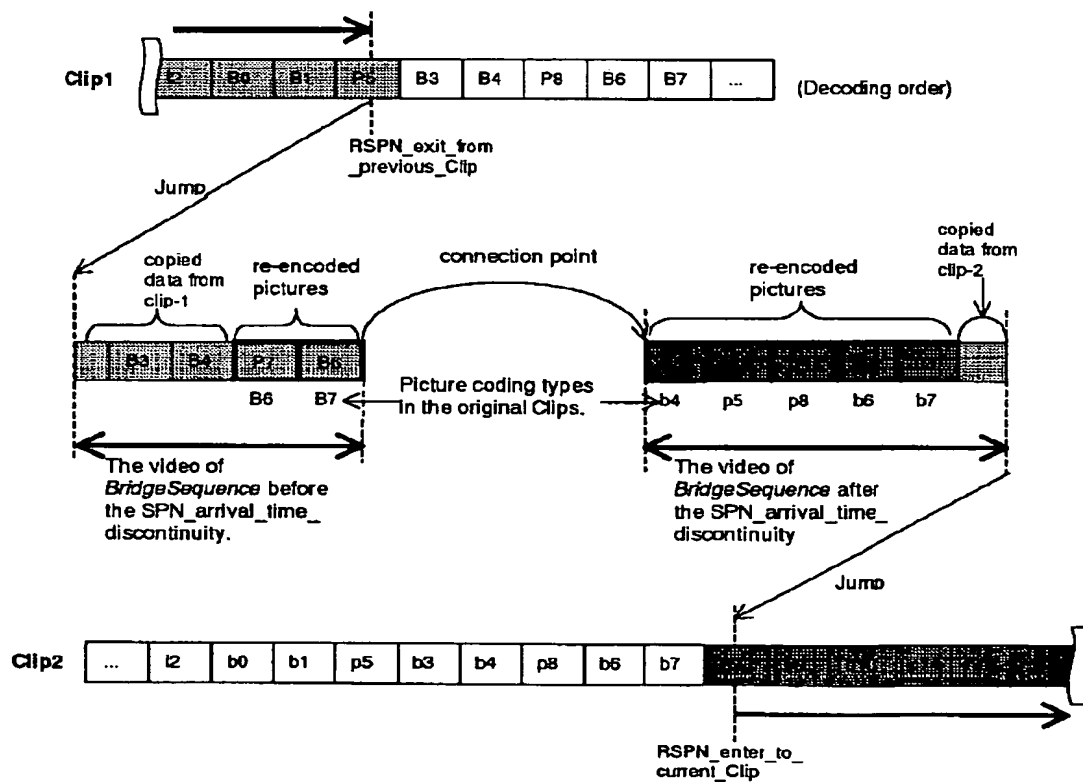 Clip1
I2 B0 B1 P5 B3 B4 P8 B6 B7 ...
(Decoding order)
RSPN_exit_from
_previous_Clip
Jump
copied
data from
clip-1
re-encoded
pictures
connection point
re-encoded
pictures
copied
data from
clip-2
B3 B4 P7 B6
B6 B7
Picture coding types
in the original Clips.
b4 p5 p8 b6 b7
The video of
BridgeSequence before
the SPN_arrival_time_
discontinuity.
The video of
BridgeSequence after
the SPN_arrival_time_
discontinuity
Jump
Clip2
... i2 b0 b1 p5 b3 b4 p8 b6 b7
RSPN_enter_to_
current_Clip